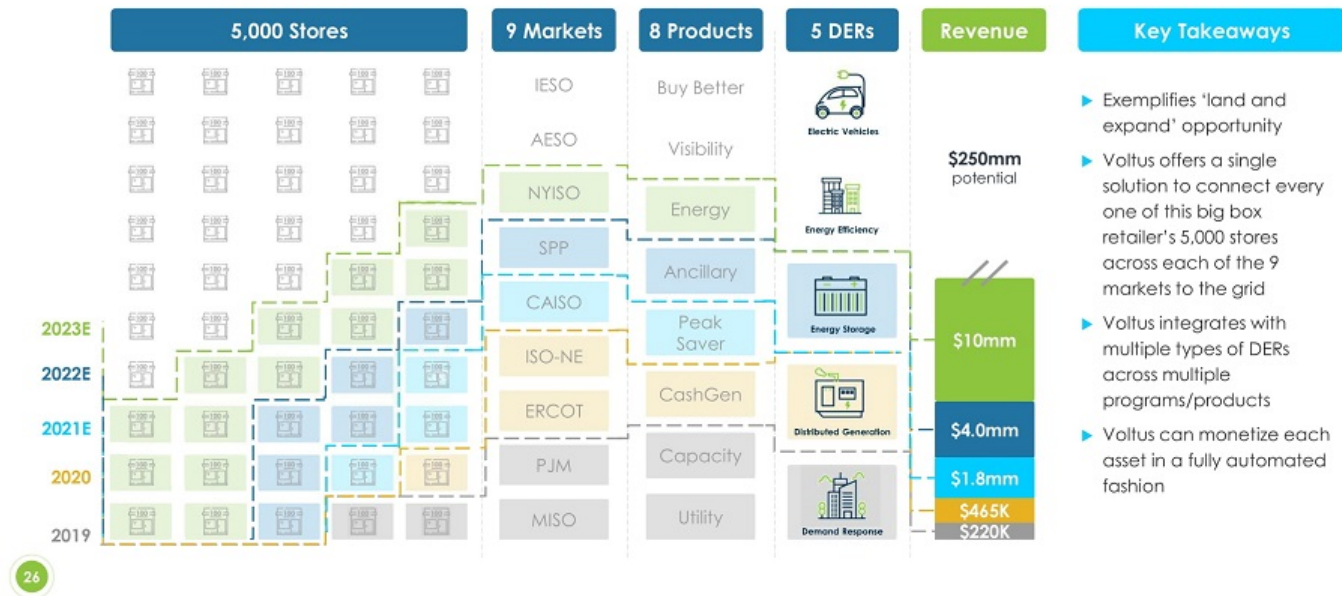 5,000 Stores
9 Markets
8 Products
5 DERs
Revenue
Key Takeaways
2023E
2022E
2021E
2020
2019
IESO
AESO
NYISO
SPP
CAISO
ISO-NE
ERCOT
PJM
MISO
Buy Better
Visibility
Energy
Ancillary
Peak
Saver
CashGen
Capacity
Utility
Electric Vehicles
Energy Efficiency
Energy Storage
Distributed Generation
Demand Response
$250mm
potential
$10mm
$4.0mm
$1.8mm
$465K
$220K
Exemplifies ‘land and
expand’ opportunity
Voltus offers a single
solution to connect every
one of this big box
retailer's 5,000 stores
across each of the 9
markets to the grid
Voltus integrates with
multiple types of DERs
across multiple
programs/products
Voltus can monetize each
asset in a fully automated
fashion
26